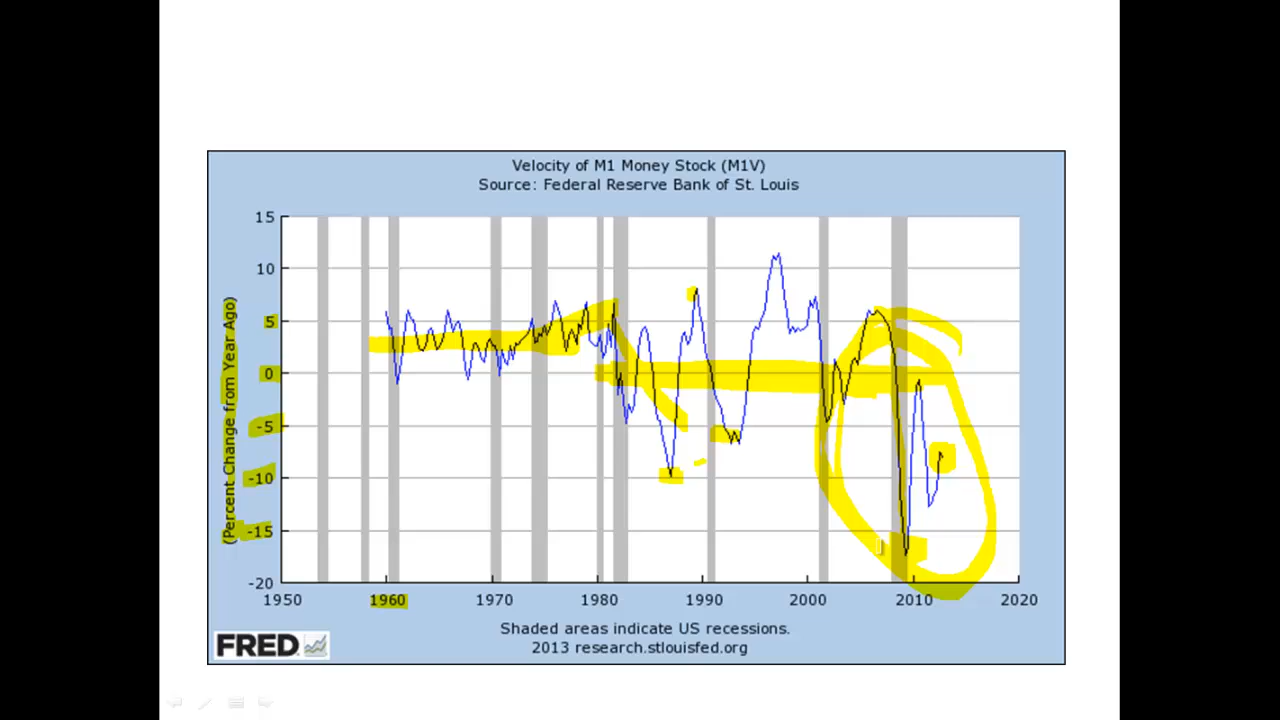 Velocity of M1 Money Stock (M1V)
Source: Federal Reserve Bank of St. Louis
(Percent Change from Year Ago)
15
10
5
0
-5
-10
-15
-20
1950 1960 1970 1980 1990 2000 2010 2020
Shaded areas indicate US recessions.
2013 research.stlouisfed.org
FRED